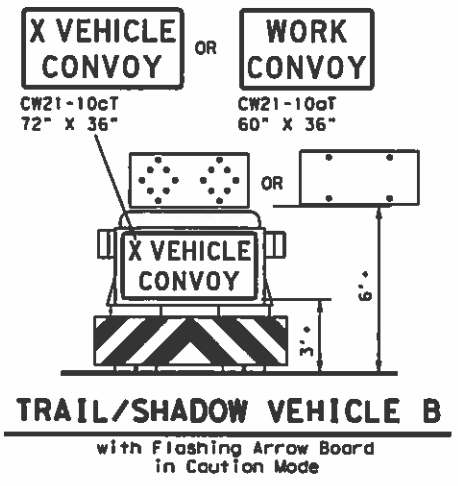 X VEHICLE
CONVOY
OR
WORK
CONVOY
CW21-10cT
72" X 36"
CW21-10aT
60" X 36"
OR
X VEHICLE
CONVOY
6' +
3' +
TRAIL/SHADOW VEHICLE B
with Flashing Arrow Board
in Caution Mode